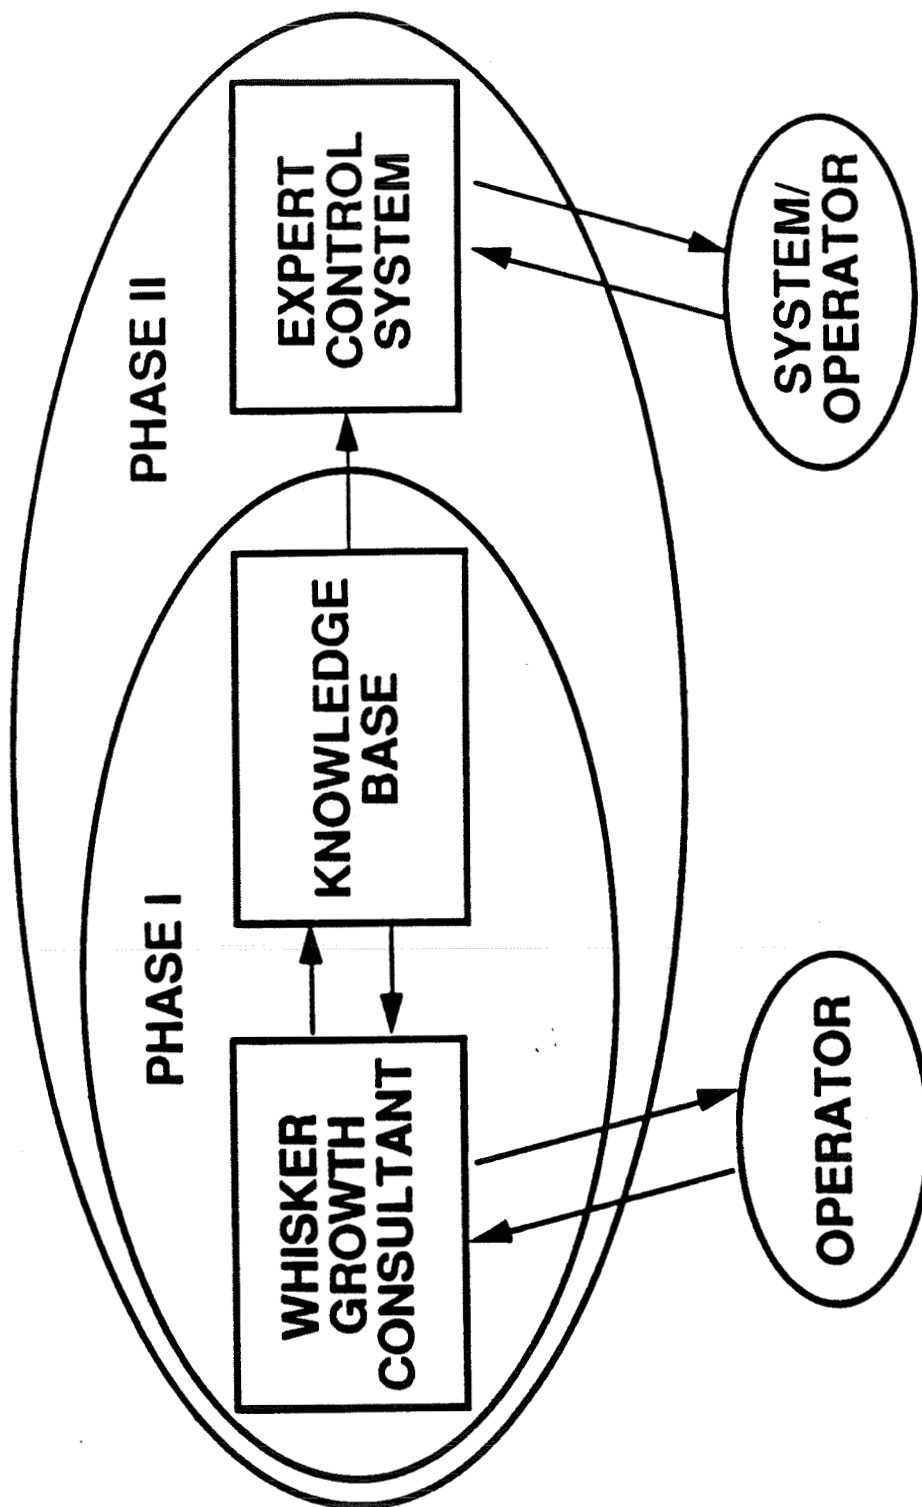 PHASE I
PHASE II
WHISKER
GROWTH
CONSULTANT
KNOWLEDGE
BASE
EXPERT
CONTROL
SYSTEM
OPERATOR
SYSTEM/
OPERATOR